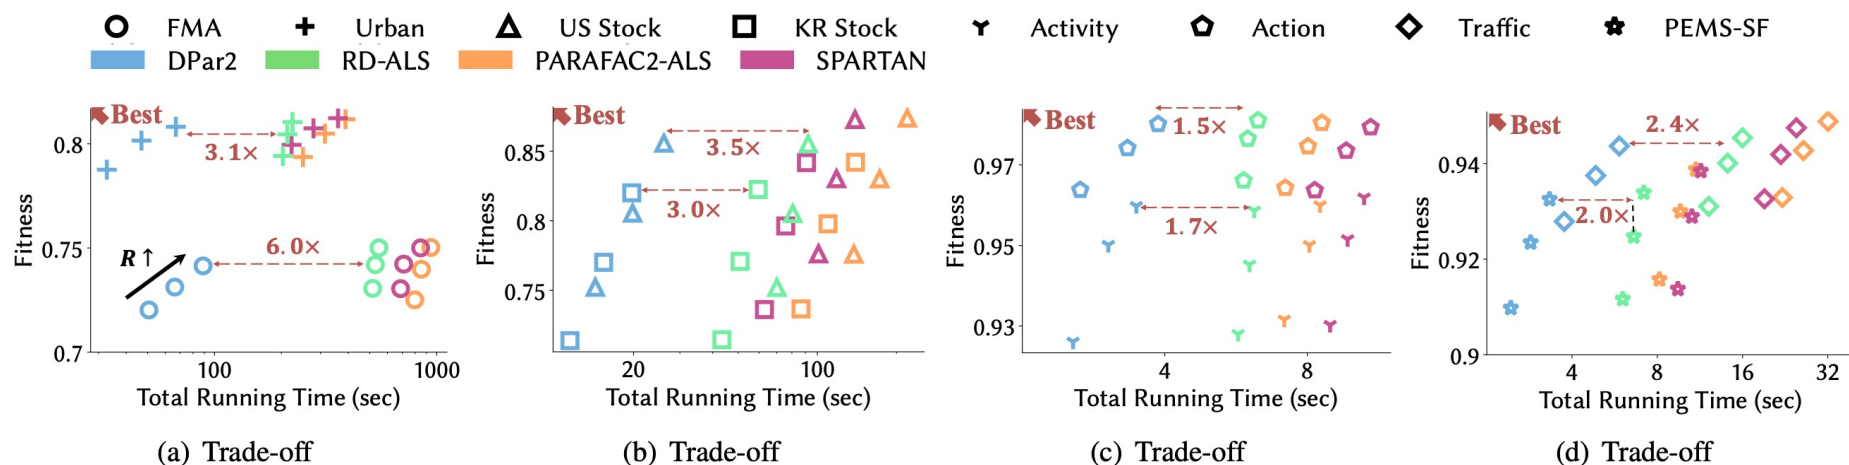 FMA Urban US Stock KR Stock Activity Action Traffic PEMS-SF
DPar2 RD-ALS PARAFAC2-ALS SPARTAN
Best
3.1×
6.0×
R ↑
0.8
0.75
0.7
Fitness
100 1000
Total Running Time (sec)
(a) Trade-off
Best
3.5×
3.0×
0.85
0.8
0.75
Fitness
20 100
Total Running Time (sec)
(b) Trade-off
Best
1.5×
1.7×
0.97
0.95
0.93
Fitness
4 8
Total Running Time (sec)
(c) Trade-off
Best
2.4×
2.0×
0.94
0.92
0.9
Fitness
4 8 16 32
Total Running Time (sec)
(d) Trade-off